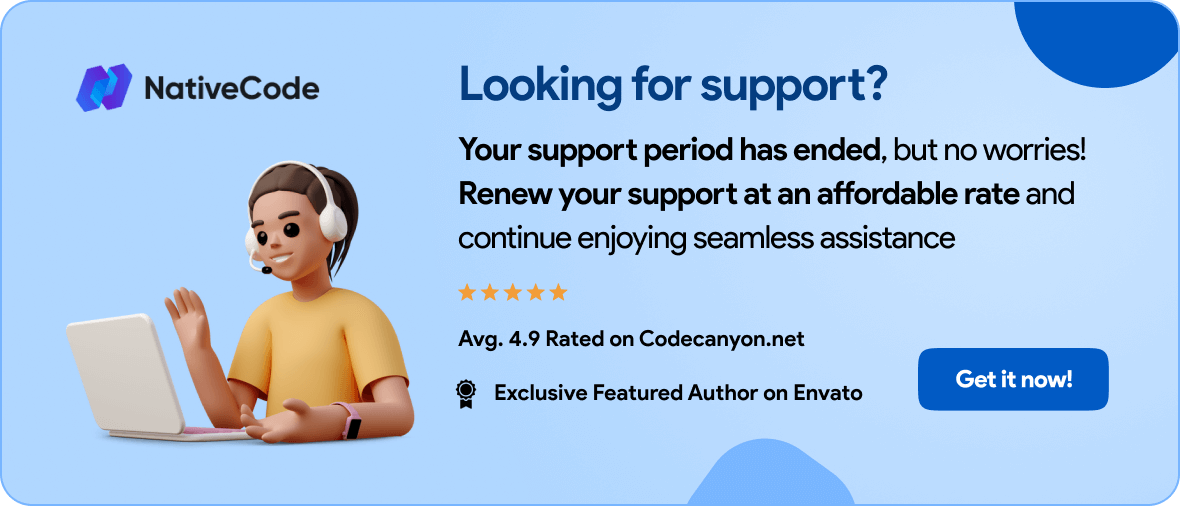 NativeCode
Looking for support?
Your support period has ended, but no worries!
Renew your support at an affordable rate and
continue enjoying seamless assistance
Avg. 4.9 Rated on Codecanyon.net
Exclusive Featured Author on Envato
Get it now!